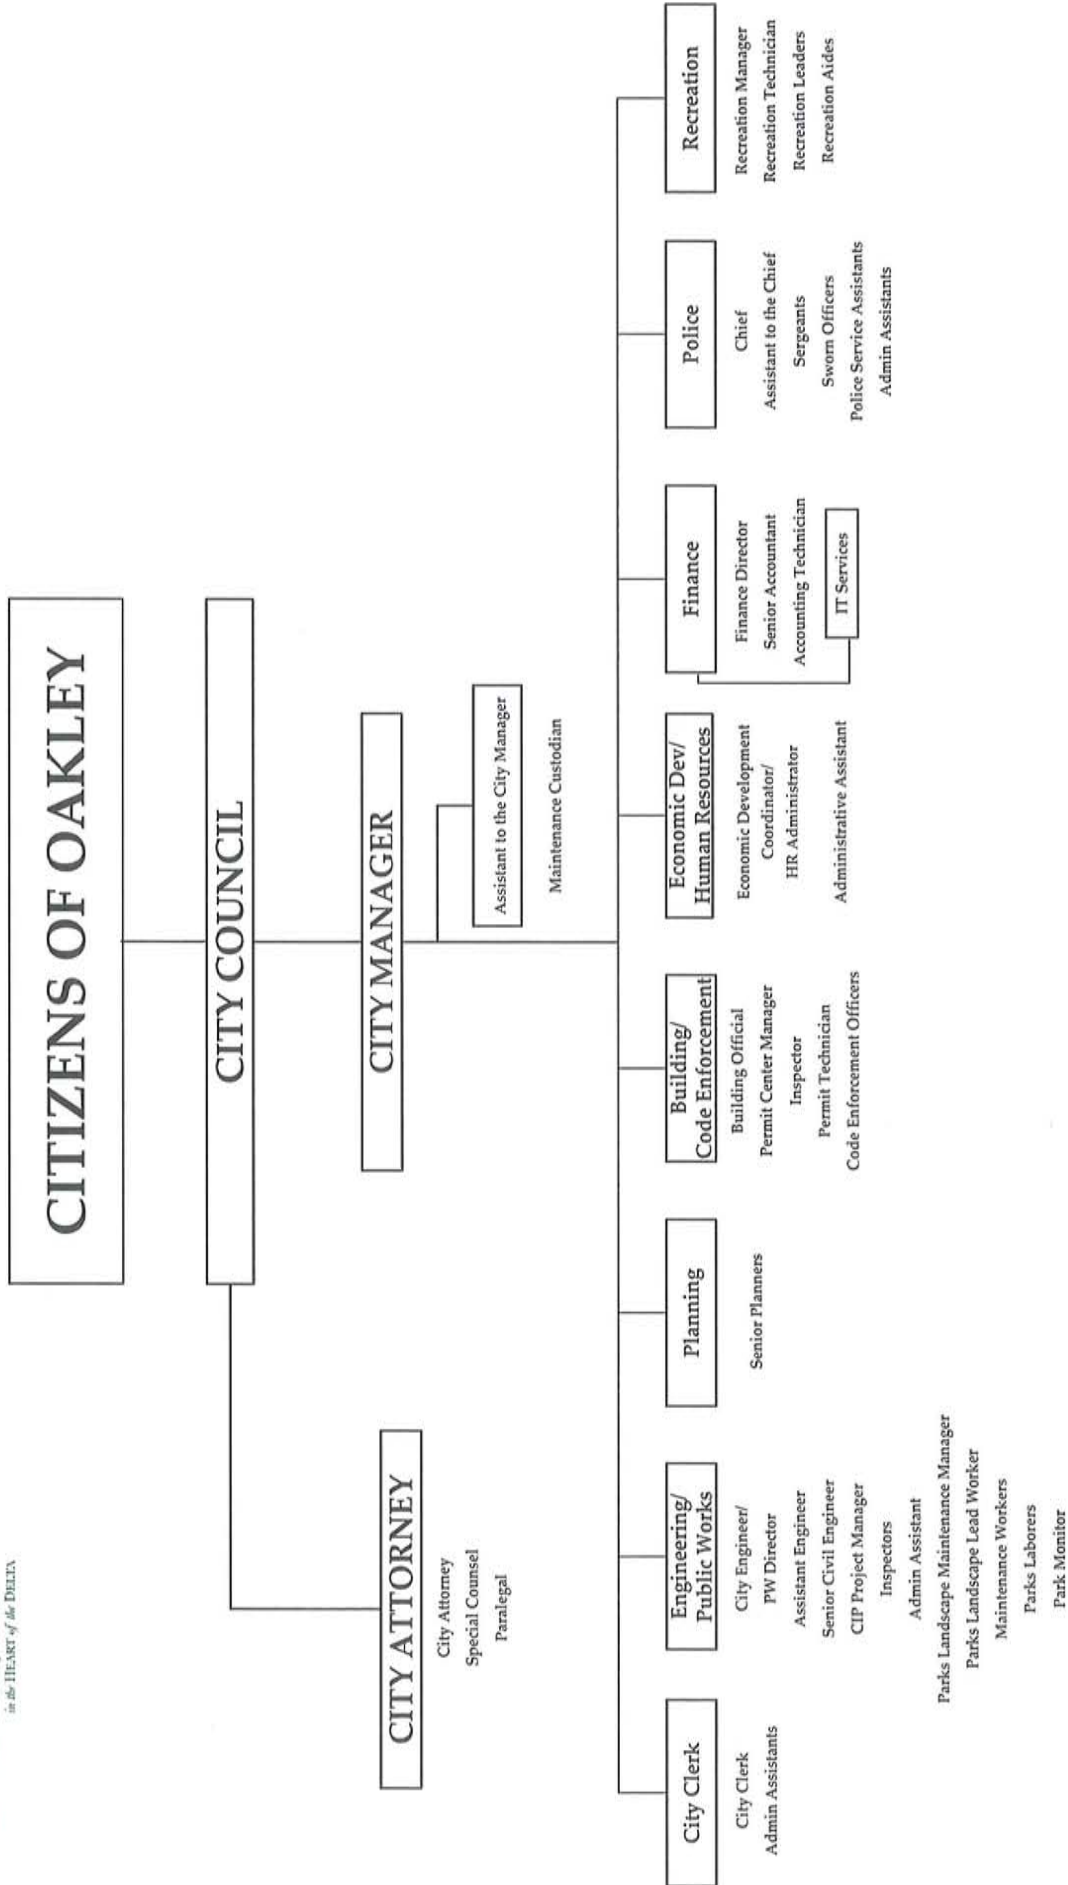 in the HEART of the DELTA
CITIZENS OF OAKLEY
CITY COUNCIL
CITY MANAGER
Assistant to the City Manager
Maintenance Custodian
CITY ATTORNEY
City Attorney
Special Counsel
Paralegal
City Clerk
City Clerk
Admin Assistants
Engineering/
Public Works
City Engineer/
PW Director
Assistant Engineer
Senior Civil Engineer
CIP Project Manager
Inspectors
Admin Assistant
Parks Landscape Maintenance Manager
Parks Landscape Lead Worker
Maintenance Workers
Parks Laborers
Park Monitor
Planning
Senior Planners
Building/
Code Enforcement
Building Official
Permit Center Manager
Inspector
Permit Technician
Code Enforcement Officers
Economic Dev/
Human Resources
Economic Development
Coordinator/
HR Administrator
Administrative Assistant
Finance
Finance Director
Senior Accountant
Accounting Technician
IT Services
Police
Chief
Assistant to the Chief
Sergeants
Sworn Officers
Police Service Assistants
Admin Assistants
Recreation
Recreation Manager
Recreation Technician
Recreation Leaders
Recreation Aides